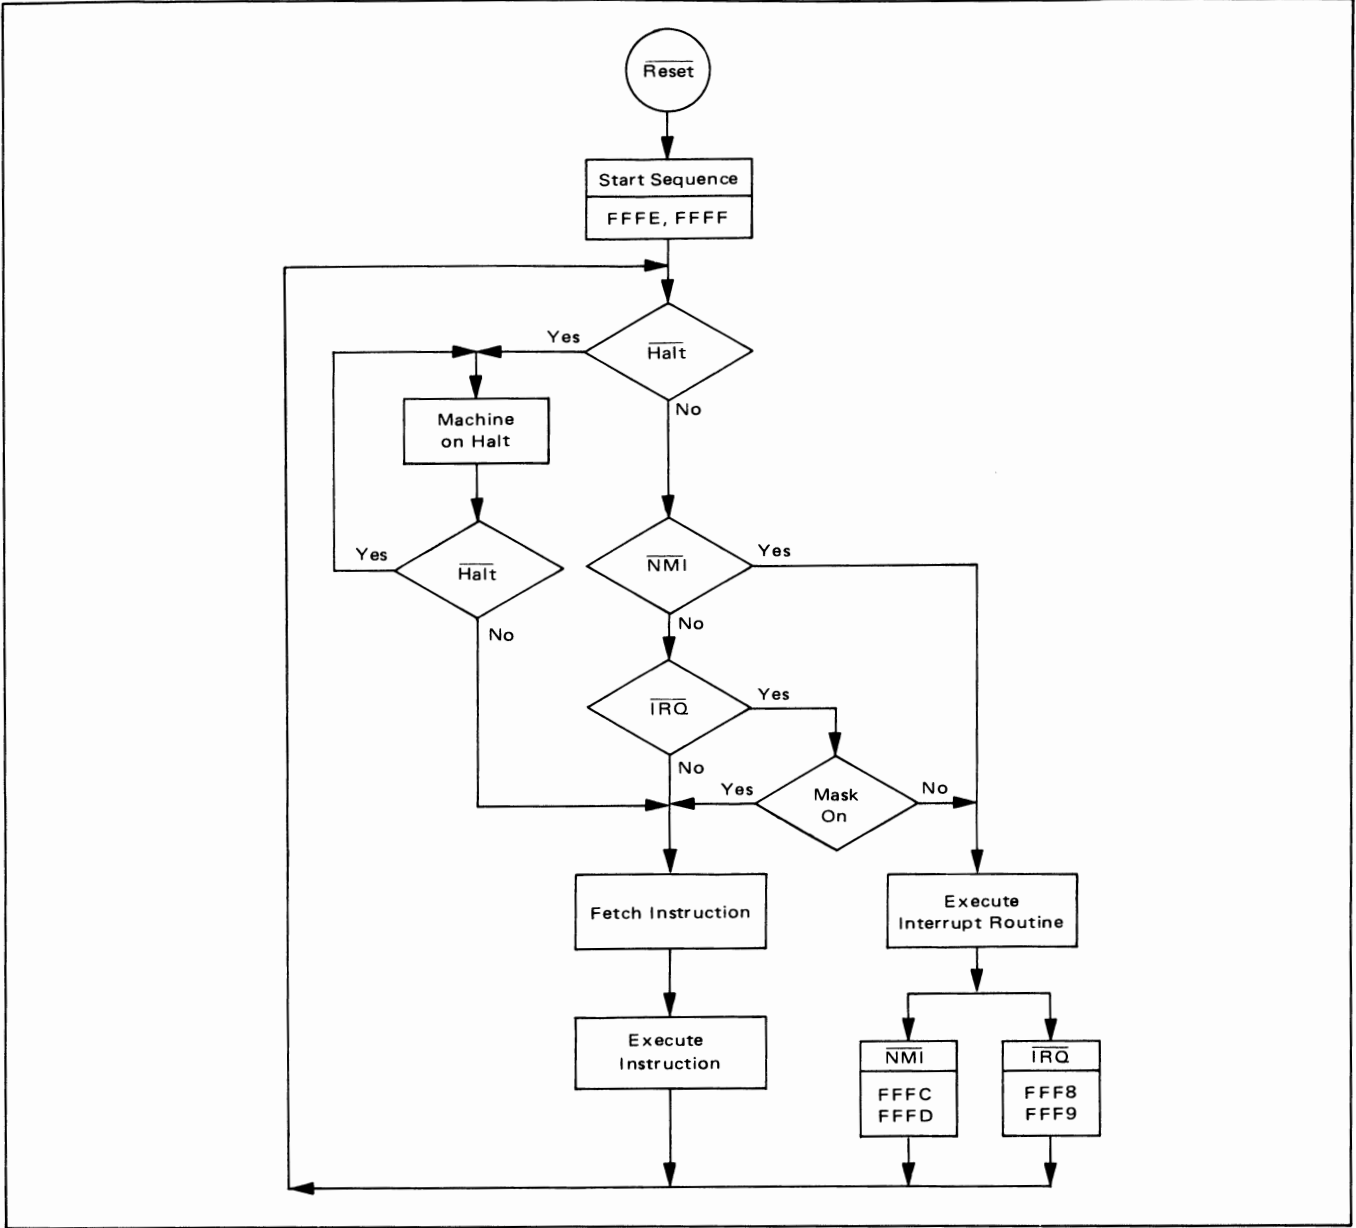 Reset
Start Sequence
FFFE, FFFF
Yes
Halt
No
Machine
on Halt
Yes
Halt
No
NMI
Yes
No
IRQ
Yes
No
Yes
Mask
On
No
Fetch Instruction
Execute
Interrupt Routine
Execute
Instruction
NMI
FFFC
FFFD
IRQ
FFF8
FFF9